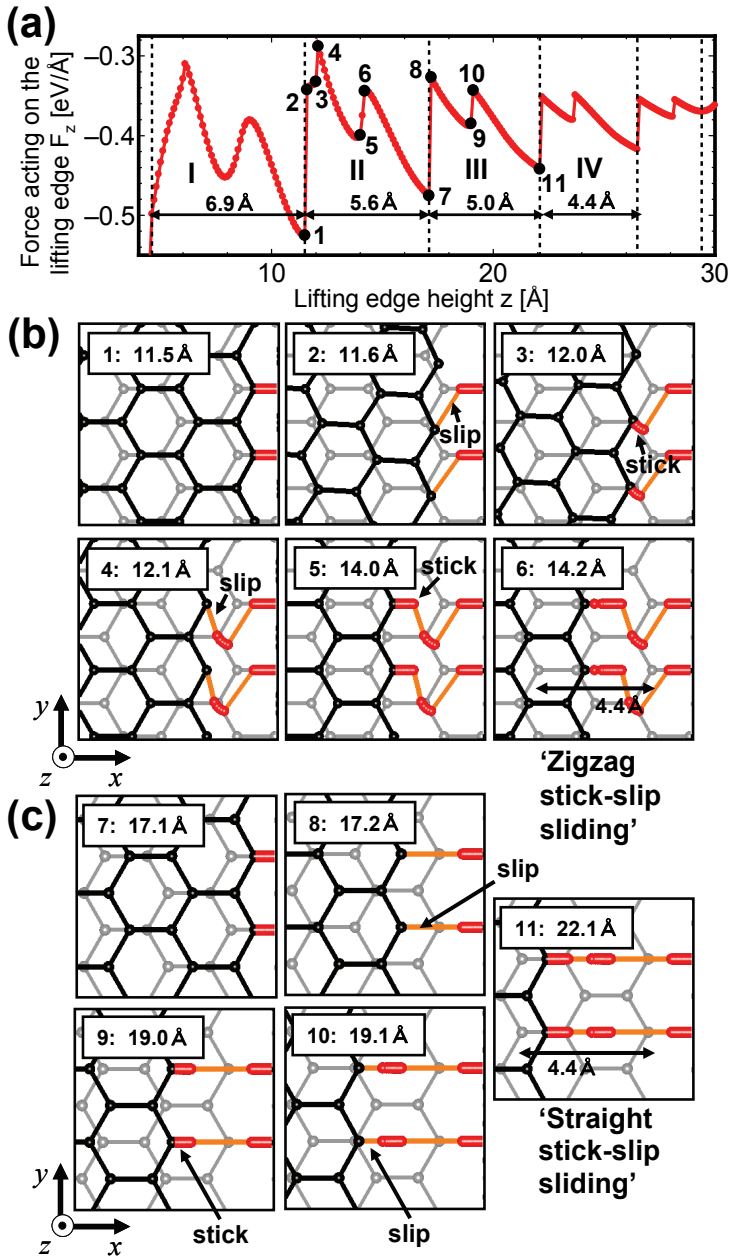 (a)
Force acting on the
lifting edge F_z [eV/Å]
−0.3
−0.4
−0.5
I
II
III
IV
1
2
3
4
5
6
7
8
9
10
11
6.9 Å
5.6 Å
5.0 Å
4.4 Å
10
20
30
Lifting edge height z [Å]
(b)
1: 11.5 Å
2: 11.6 Å
slip
3: 12.0 Å
stick
4: 12.1 Å
slip
5: 14.0 Å
stick
6: 14.2 Å
4.4 Å
y
z
x
‘Zigzag
stick-slip
sliding’
(c)
7: 17.1 Å
8: 17.2 Å
slip
11: 22.1 Å
4.4 Å
9: 19.0 Å
stick
10: 19.1 Å
slip
‘Straight
stick-slip
sliding’
y
z
x